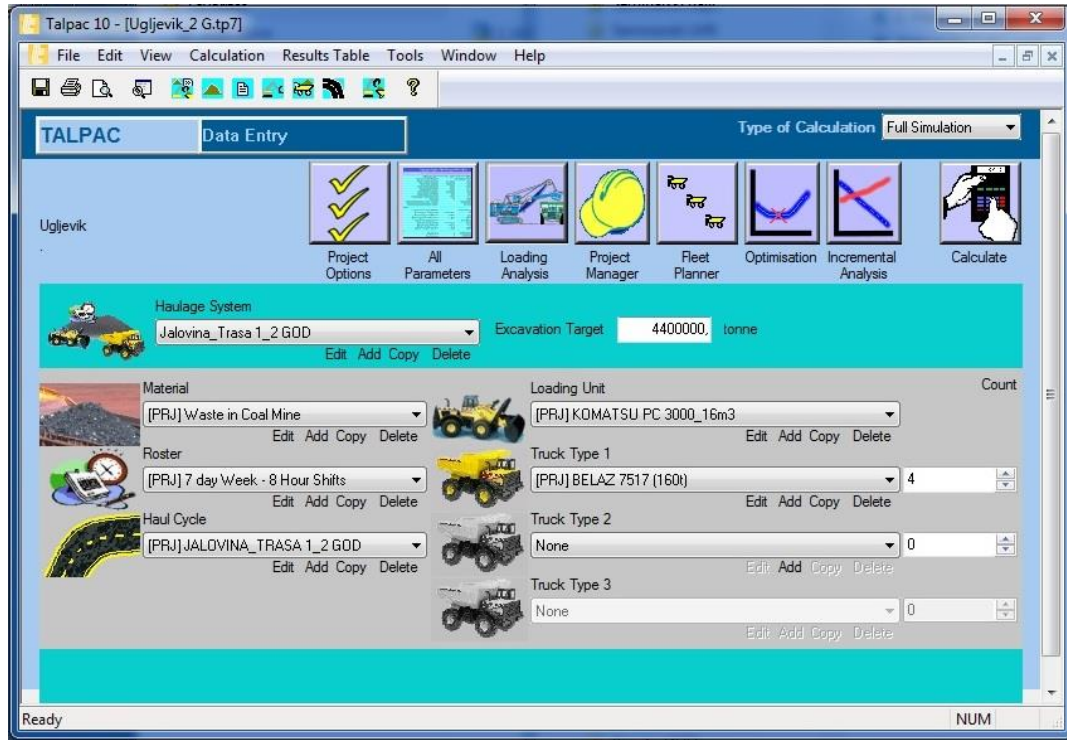 Talpac 10 - [Ugljevik_2 G.tp7]
File Edit View Calculation Results Table Tools Window Help
TALPAC Data Entry Type of Calculation Full Simulation
Ugljevik
Project Options All Parameters Loading Analysis Project Manager Fleet Planner Optimisation Incremental Analysis Calculate
Haulage System
Jalovina_Trasa 1_2 GOD Excavation Target 4400000, tonne
Edit Add Copy Delete
Material Loading Unit Count
[PRJ] Waste in Coal Mine [PRJ] KOMATSU PC 3000_16m3
Edit Add Copy Delete Edit Add Copy Delete
Roster Truck Type 1
[PRJ] 7 day Week - 8 Hour Shifts [PRJ] BELAZ 7517 (160t) 4
Edit Add Copy Delete Edit Add Copy Delete
Haul Cycle Truck Type 2
[PRJ] JALOVINA_TRASA 1_2 GOD None 0
Edit Add Copy Delete Edit Add Copy Delete
Truck Type 3
None 0
Edit Add Copy Delete
Ready NUM